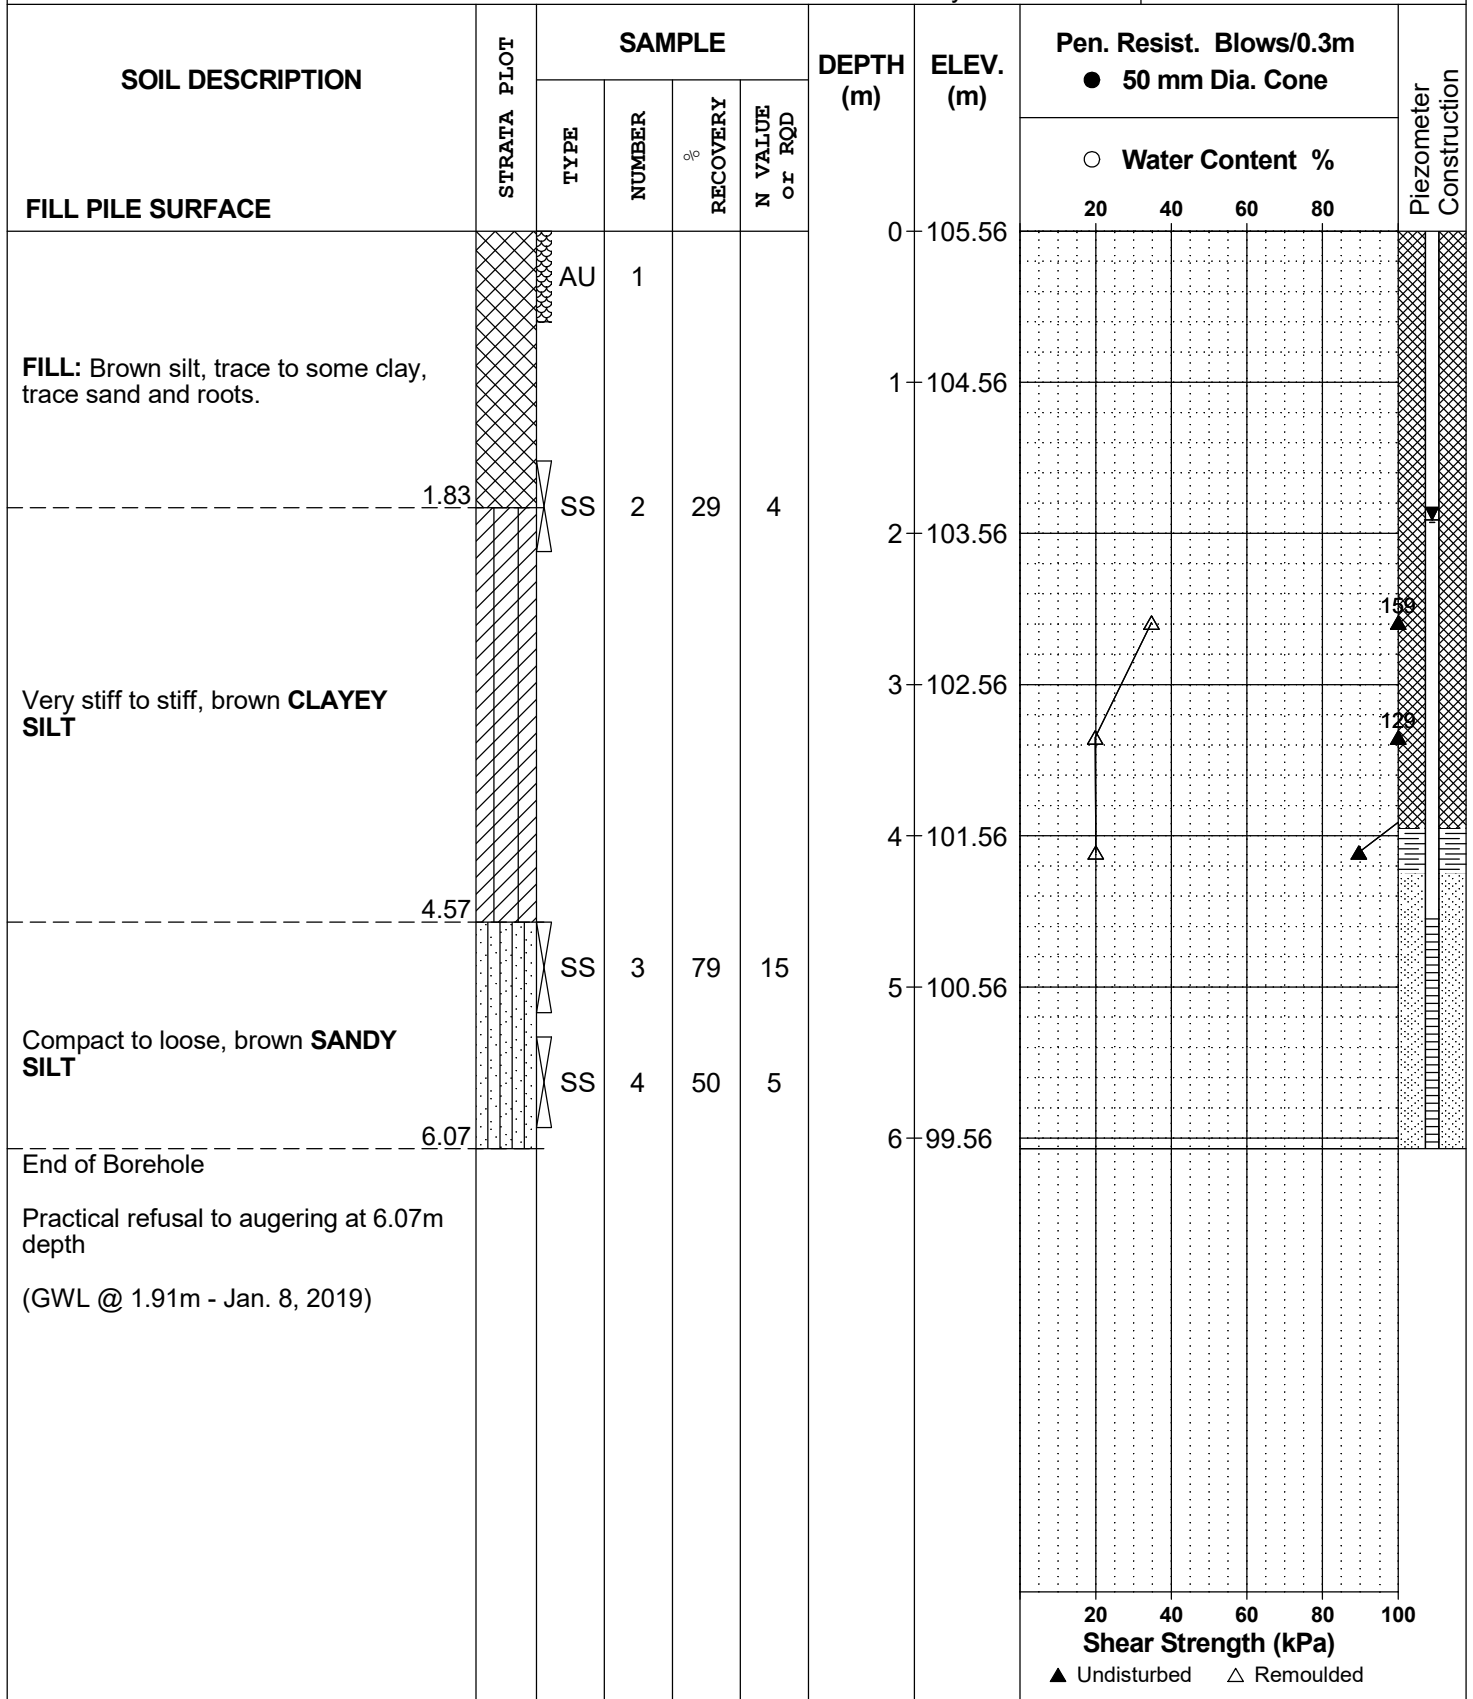 SOIL DESCRIPTION
FILL PILE SURFACE
STRATA PLOT
SAMPLE
TYPE
NUMBER
% RECOVERY
N VALUE
or RQD
DEPTH
(m)
ELEV.
(m)
Pen. Resist. Blows/0.3m
● 50 mm Dia. Cone
○ Water Content %
20 40 60 80
Piezometer
Construction
0 105.56
AU 1
FILL: Brown silt, trace to some clay,
trace sand and roots.
1 104.56
1.83
SS 2 29 4
2 103.56
159
3 102.56
Very stiff to stiff, brown CLAYEY
SILT
129
4 101.56
4.57
SS 3 79 15
5 100.56
Compact to loose, brown SANDY
SILT
SS 4 50 5
6.07
6 99.56
End of Borehole
Practical refusal to augering at 6.07m
depth
(GWL @ 1.91m - Jan. 8, 2019)
20 40 60 80 100
Shear Strength (kPa)
▲ Undisturbed △ Remoulded